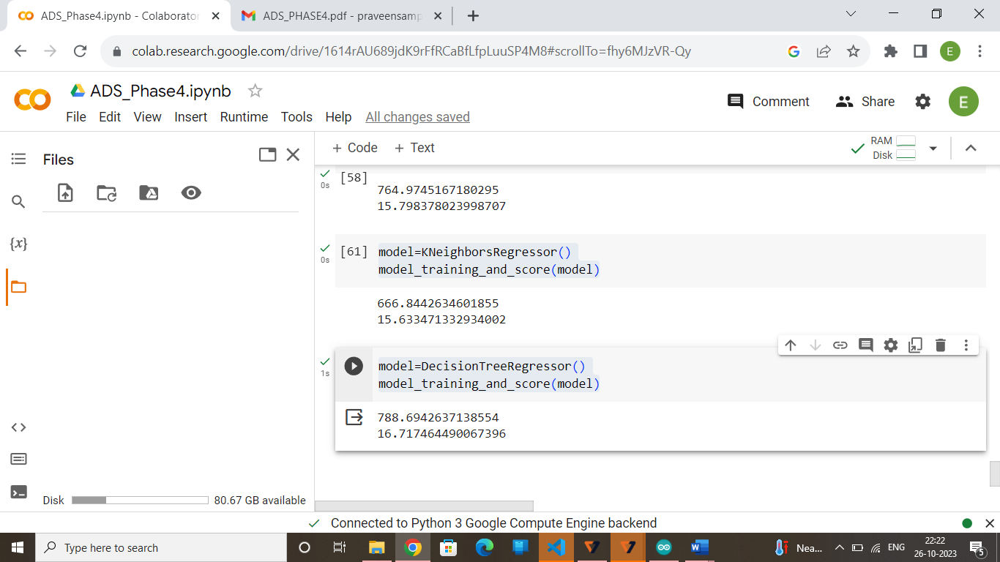 ADS_Phase4.ipynb - Colaborato
ADS_PHASE4.pdf - praveensamp
colab.research.google.com/drive/1614rAU689jdK9rFfRCaBfLfpLuuSP4M8#scrollTo=fhy6MJzVR-Qy
E
ADS_Phase4.ipynb
Comment
Share
E
File Edit View Insert Runtime Tools Help All changes saved
Files
+ Code + Text
RAM
Disk
{x}
0s
[58]
764.9745167180295
15.798378023998707
0s
[61]
model=KNeighborsRegressor()
model_training_and_score(model)
666.8442634601855
15.633471332934002
1s
model=DecisionTreeRegressor()
model_training_and_score(model)
788.6942637138554
16.717464490067396
Disk 80.67 GB available
Connected to Python 3 Google Compute Engine backend
Type here to search
Nea...
ENG
22:22
26-10-2023
5